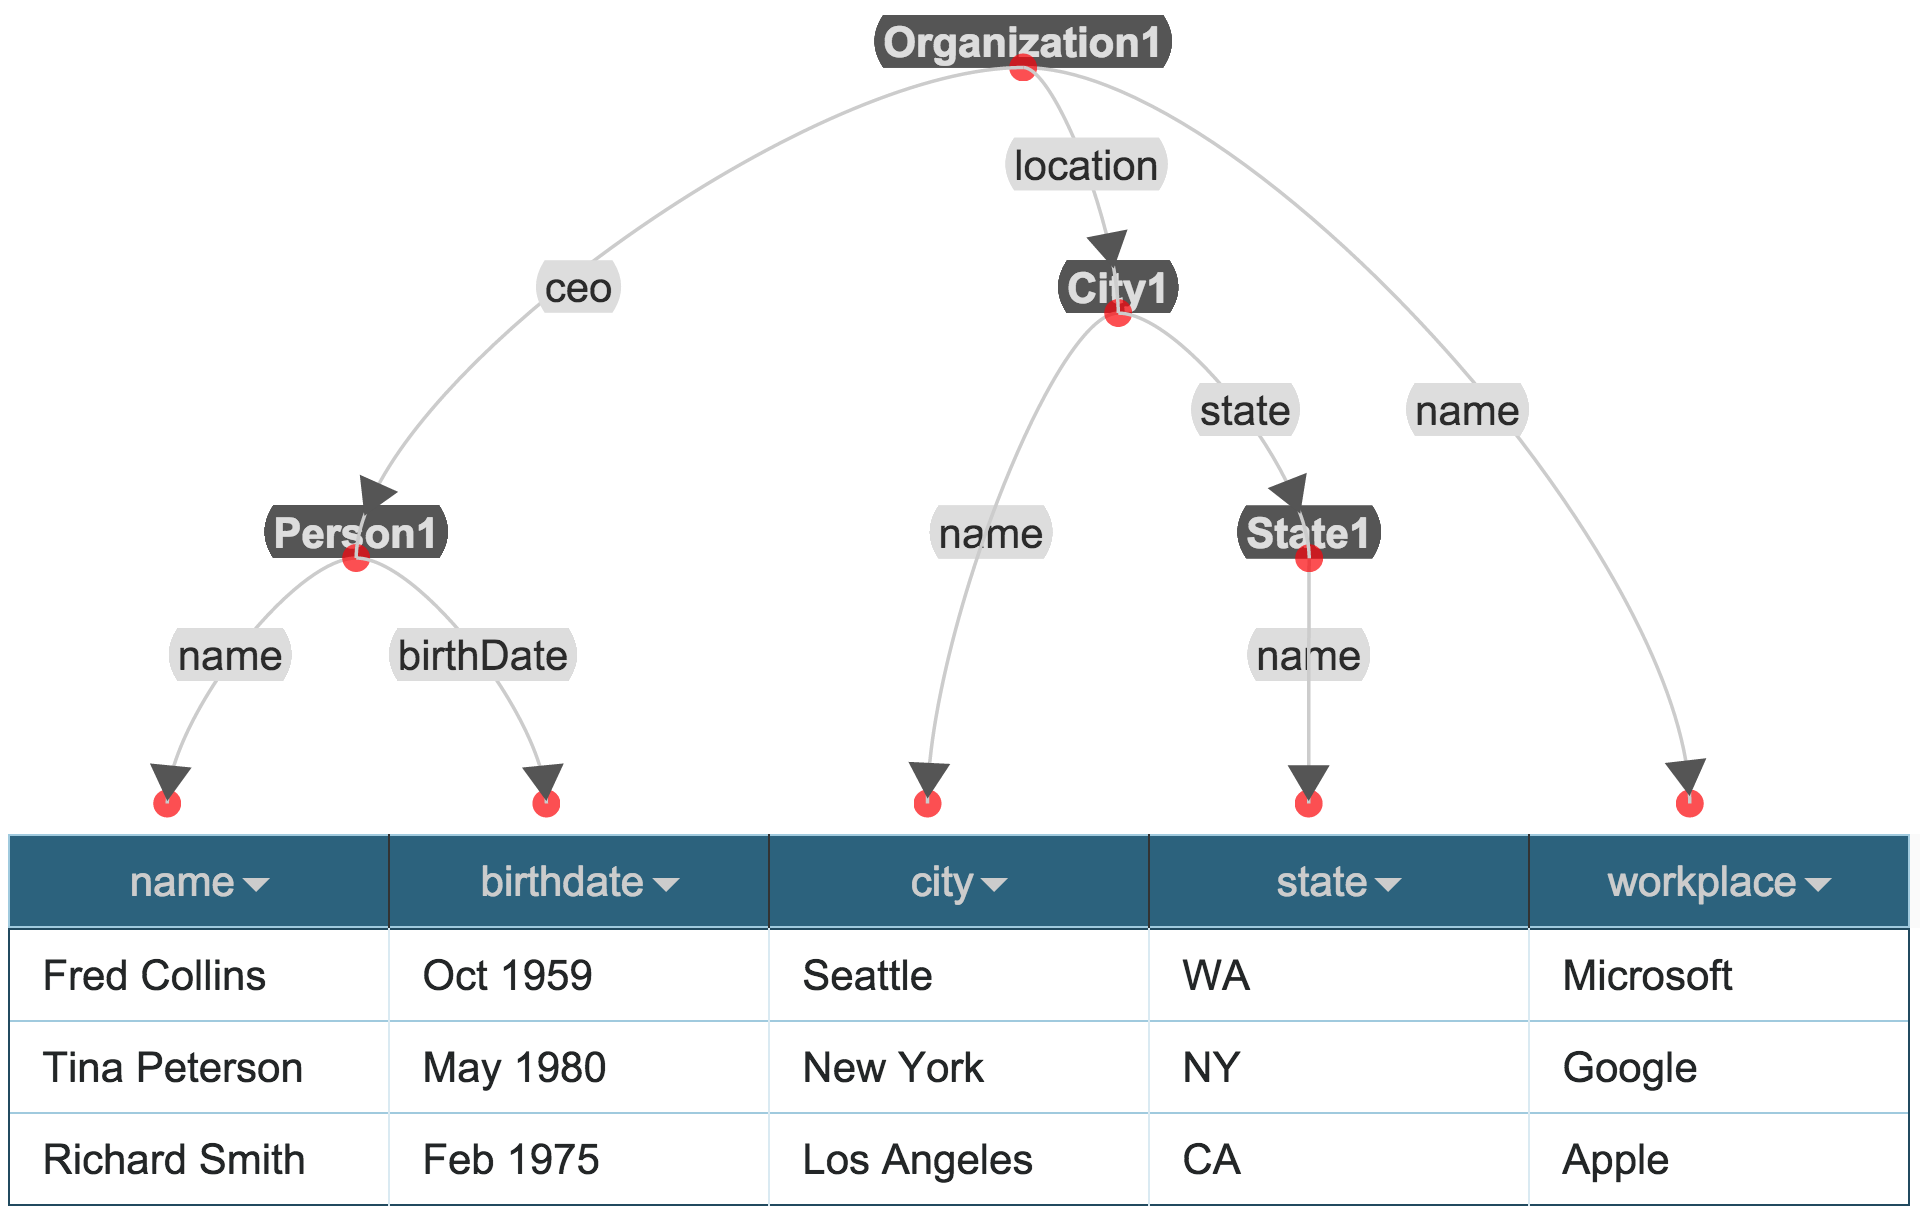 Organization1
location
ceo
City1
state
name
Person1
name
State1
name
birthDate
name
name birthdate city state workplace
Fred Collins Oct 1959 Seattle WA Microsoft
Tina Peterson May 1980 New York NY Google
Richard Smith Feb 1975 Los Angeles CA Apple